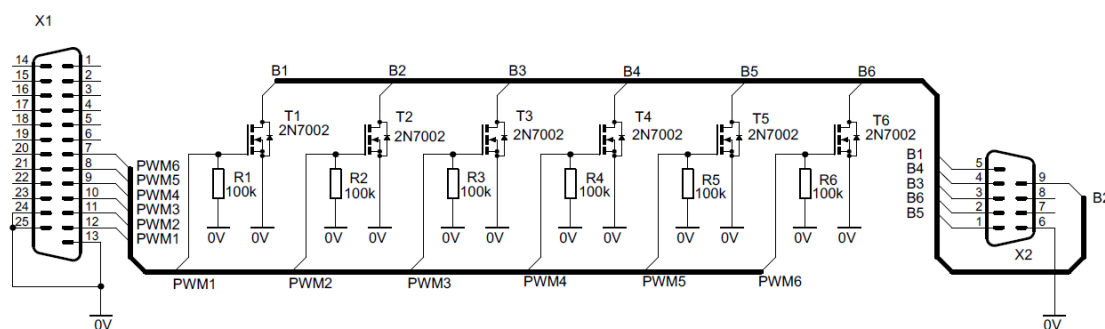 X1
14
1
15
2
16
3
17
4
18
5
19
6
20
7
21
8
22
9
23
10
24
11
25
12
13
PWM6
PWM5
PWM4
PWM3
PWM2
PWM1
0V
B1
B2
B3
B4
B5
B6
T1
2N7002
T2
2N7002
T3
2N7002
T4
2N7002
T5
2N7002
T6
2N7002
R1
100k
R2
100k
R3
100k
R4
100k
R5
100k
R6
100k
0V
0V
0V
0V
0V
0V
0V
0V
0V
0V
0V
0V
PWM1
PWM2
PWM3
PWM4
PWM5
PWM6
B1
B4
B3
B6
B5
5
4
3
2
1
9
8
7
6
B2
X2
0V